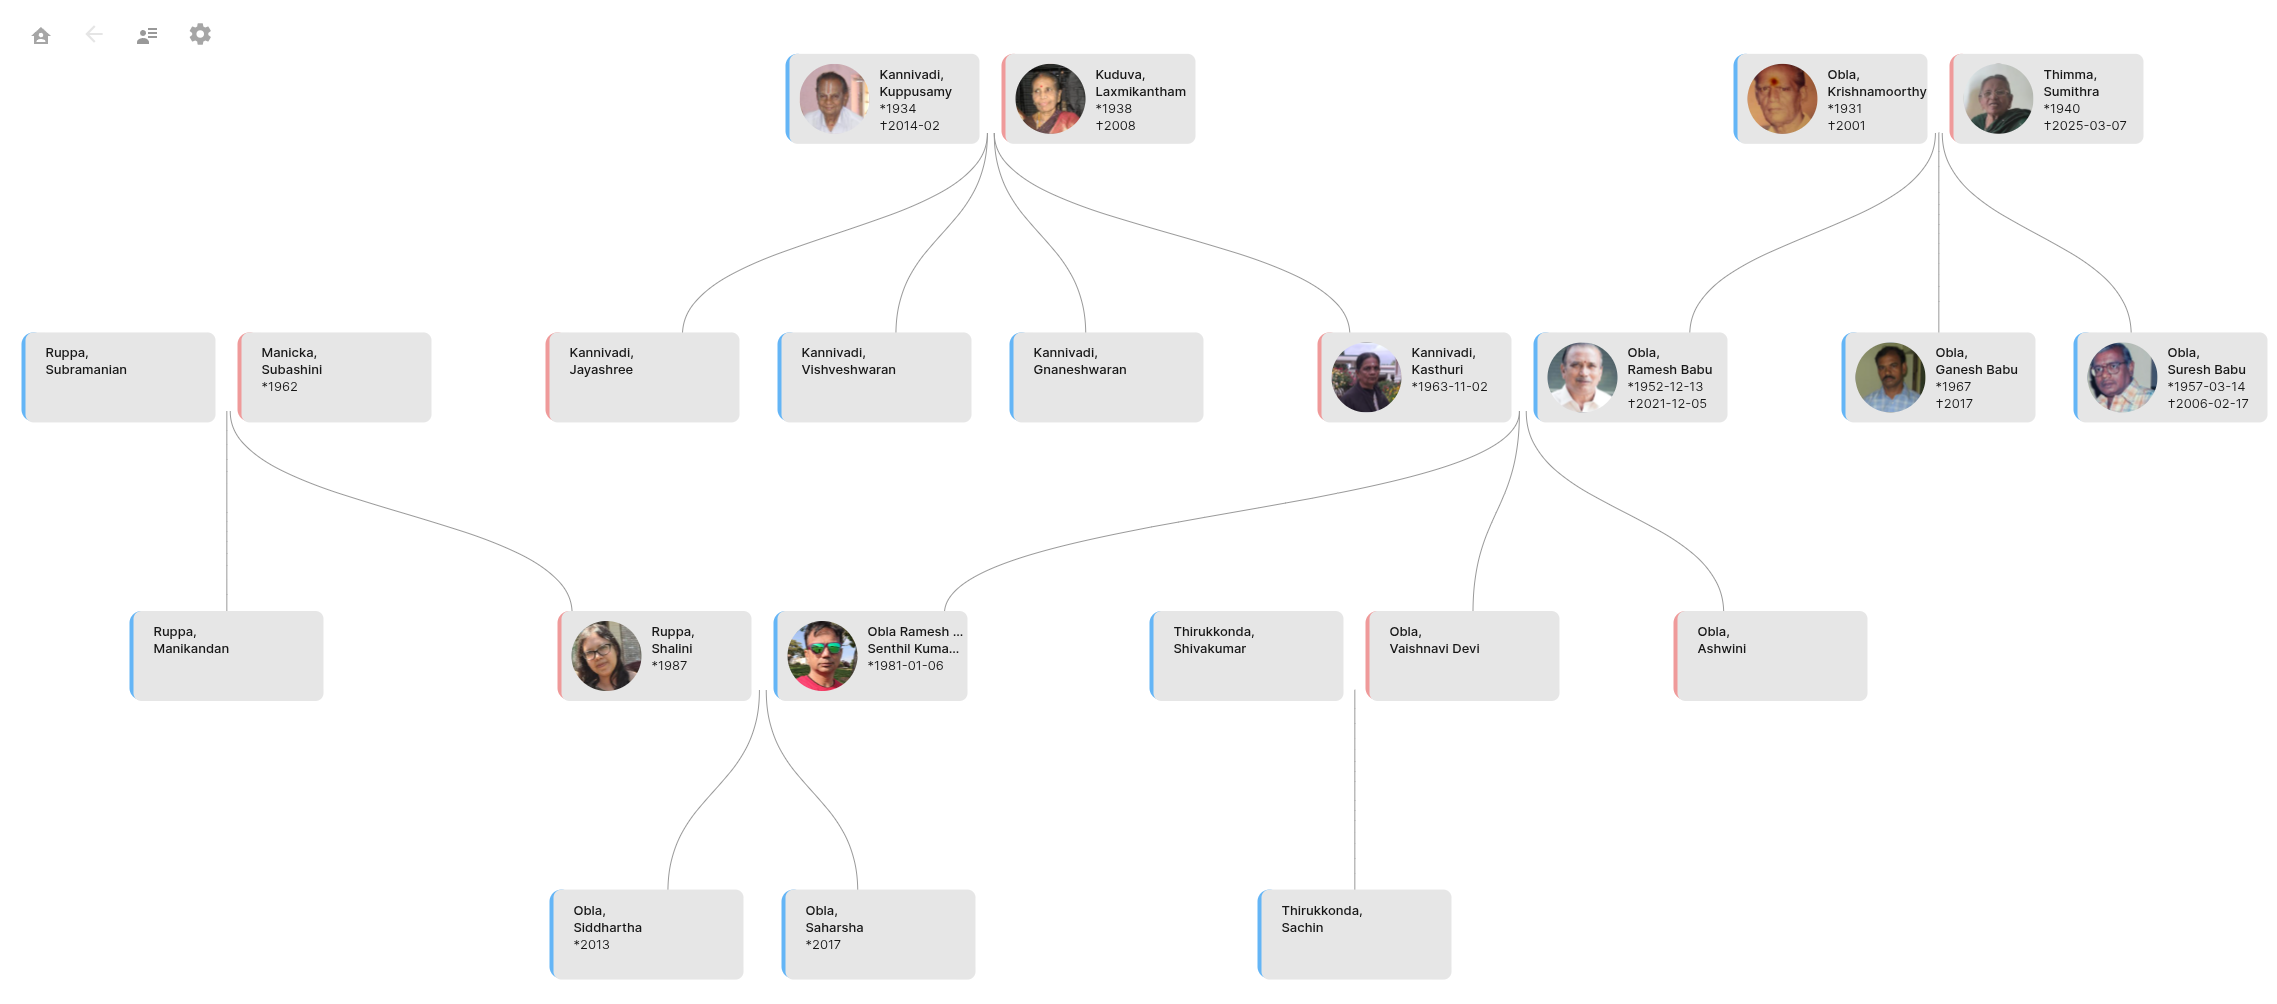 Kannivadi,
Kuppusamy
*1934
†2014-02
Kuduva,
Laxmikantham
*1938
†2008
Obla,
Krishnamoorthy
*1931
†2001
Thimma,
Sumithra
*1940
†2025-03-07
Ruppa,
Subramanian
Manicka,
Subashini
*1962
Kannivadi,
Jayashree
Kannivadi,
Vishveshwaran
Kannivadi,
Gnaneshwaran
Kannivadi,
Kasthuri
*1963-11-02
Obla,
Ramesh Babu
*1952-12-13
†2021-12-05
Obla,
Ganesh Babu
*1967
†2017
Obla,
Suresh Babu
*1957-03-14
†2006-02-17
Ruppa,
Manikandan
Ruppa,
Shalini
*1987
Obla Ramesh ...
Senthil Kuma...
*1981-01-06
Thirukkonda,
Shivakumar
Obla,
Vaishnavi Devi
Obla,
Ashwini
Obla,
Siddhartha
*2013
Obla,
Saharsha
*2017
Thirukkonda,
Sachin